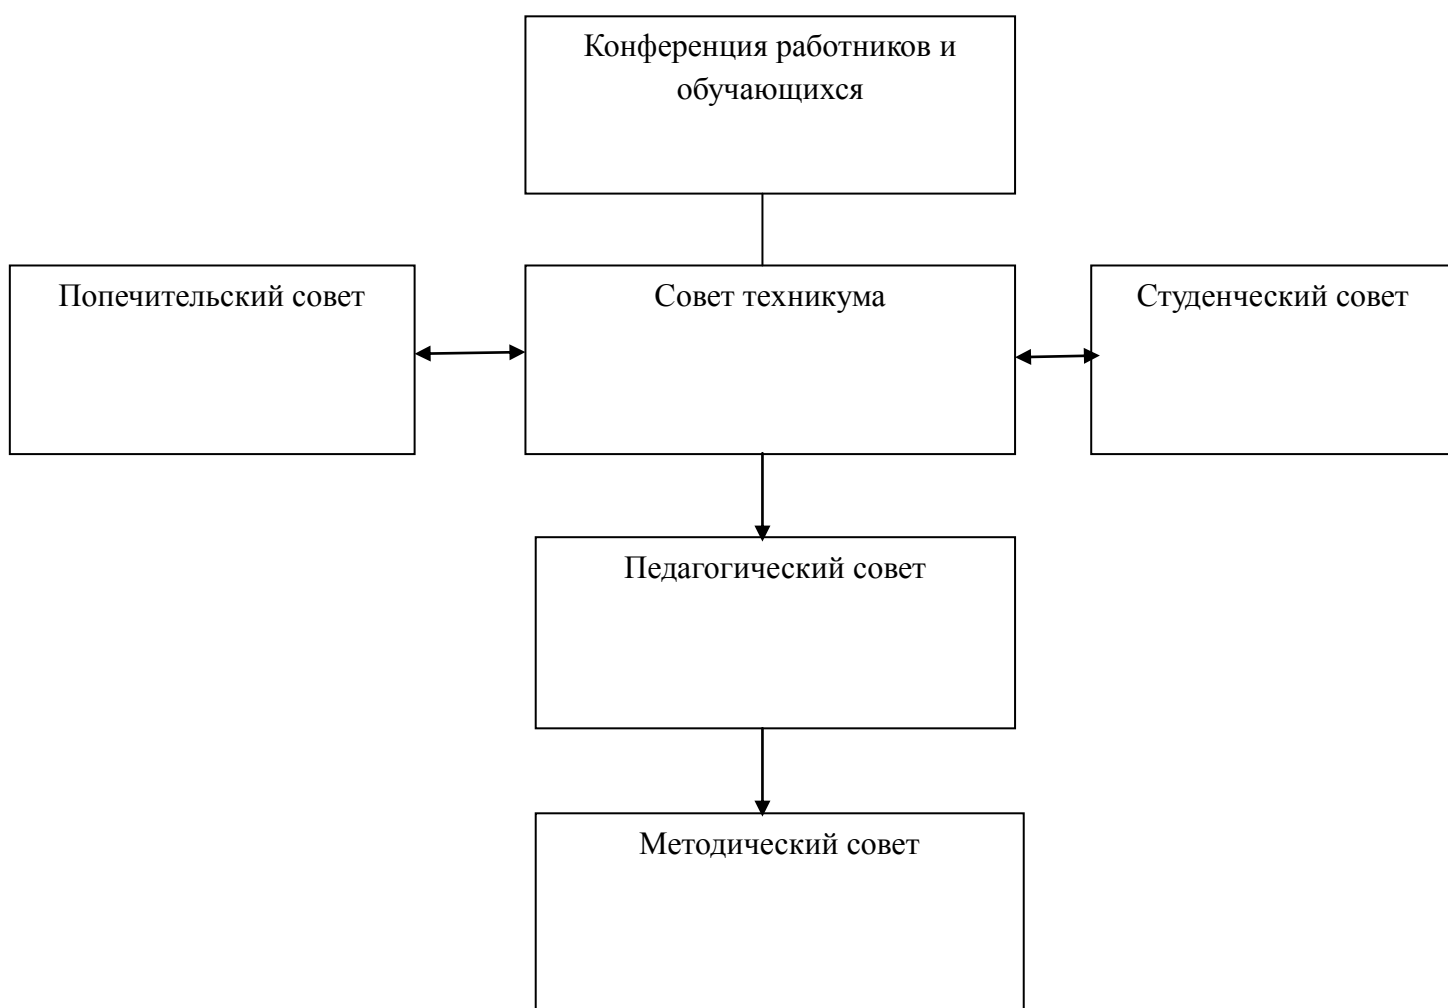 Конференция работников и
обучающихся
Попечительский совет
Совет техникума
Студенческий совет
Педагогический совет
Методический совет